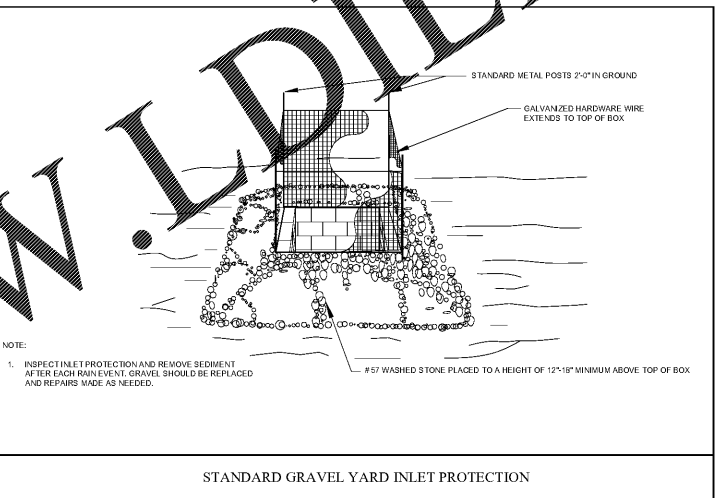 W.LDIL
STANDARD METAL POSTS 2'-0" IN GROUND
GALVANIZED HARDWARE WIRE
EXTENDS TO TOP OF BOX
NOTE:
1. INSPECT INLET PROTECTION AND REMOVE SEDIMENT
AFTER EACH RAIN EVENT. GRAVEL SHOULD BE REPLACED
AND REPAIRS MADE AS NEEDED.
#57 WASHED STONE PLACED TO A HEIGHT OF 12"-16" MINIMUM ABOVE TOP OF BOX
STANDARD GRAVEL YARD INLET PROTECTION